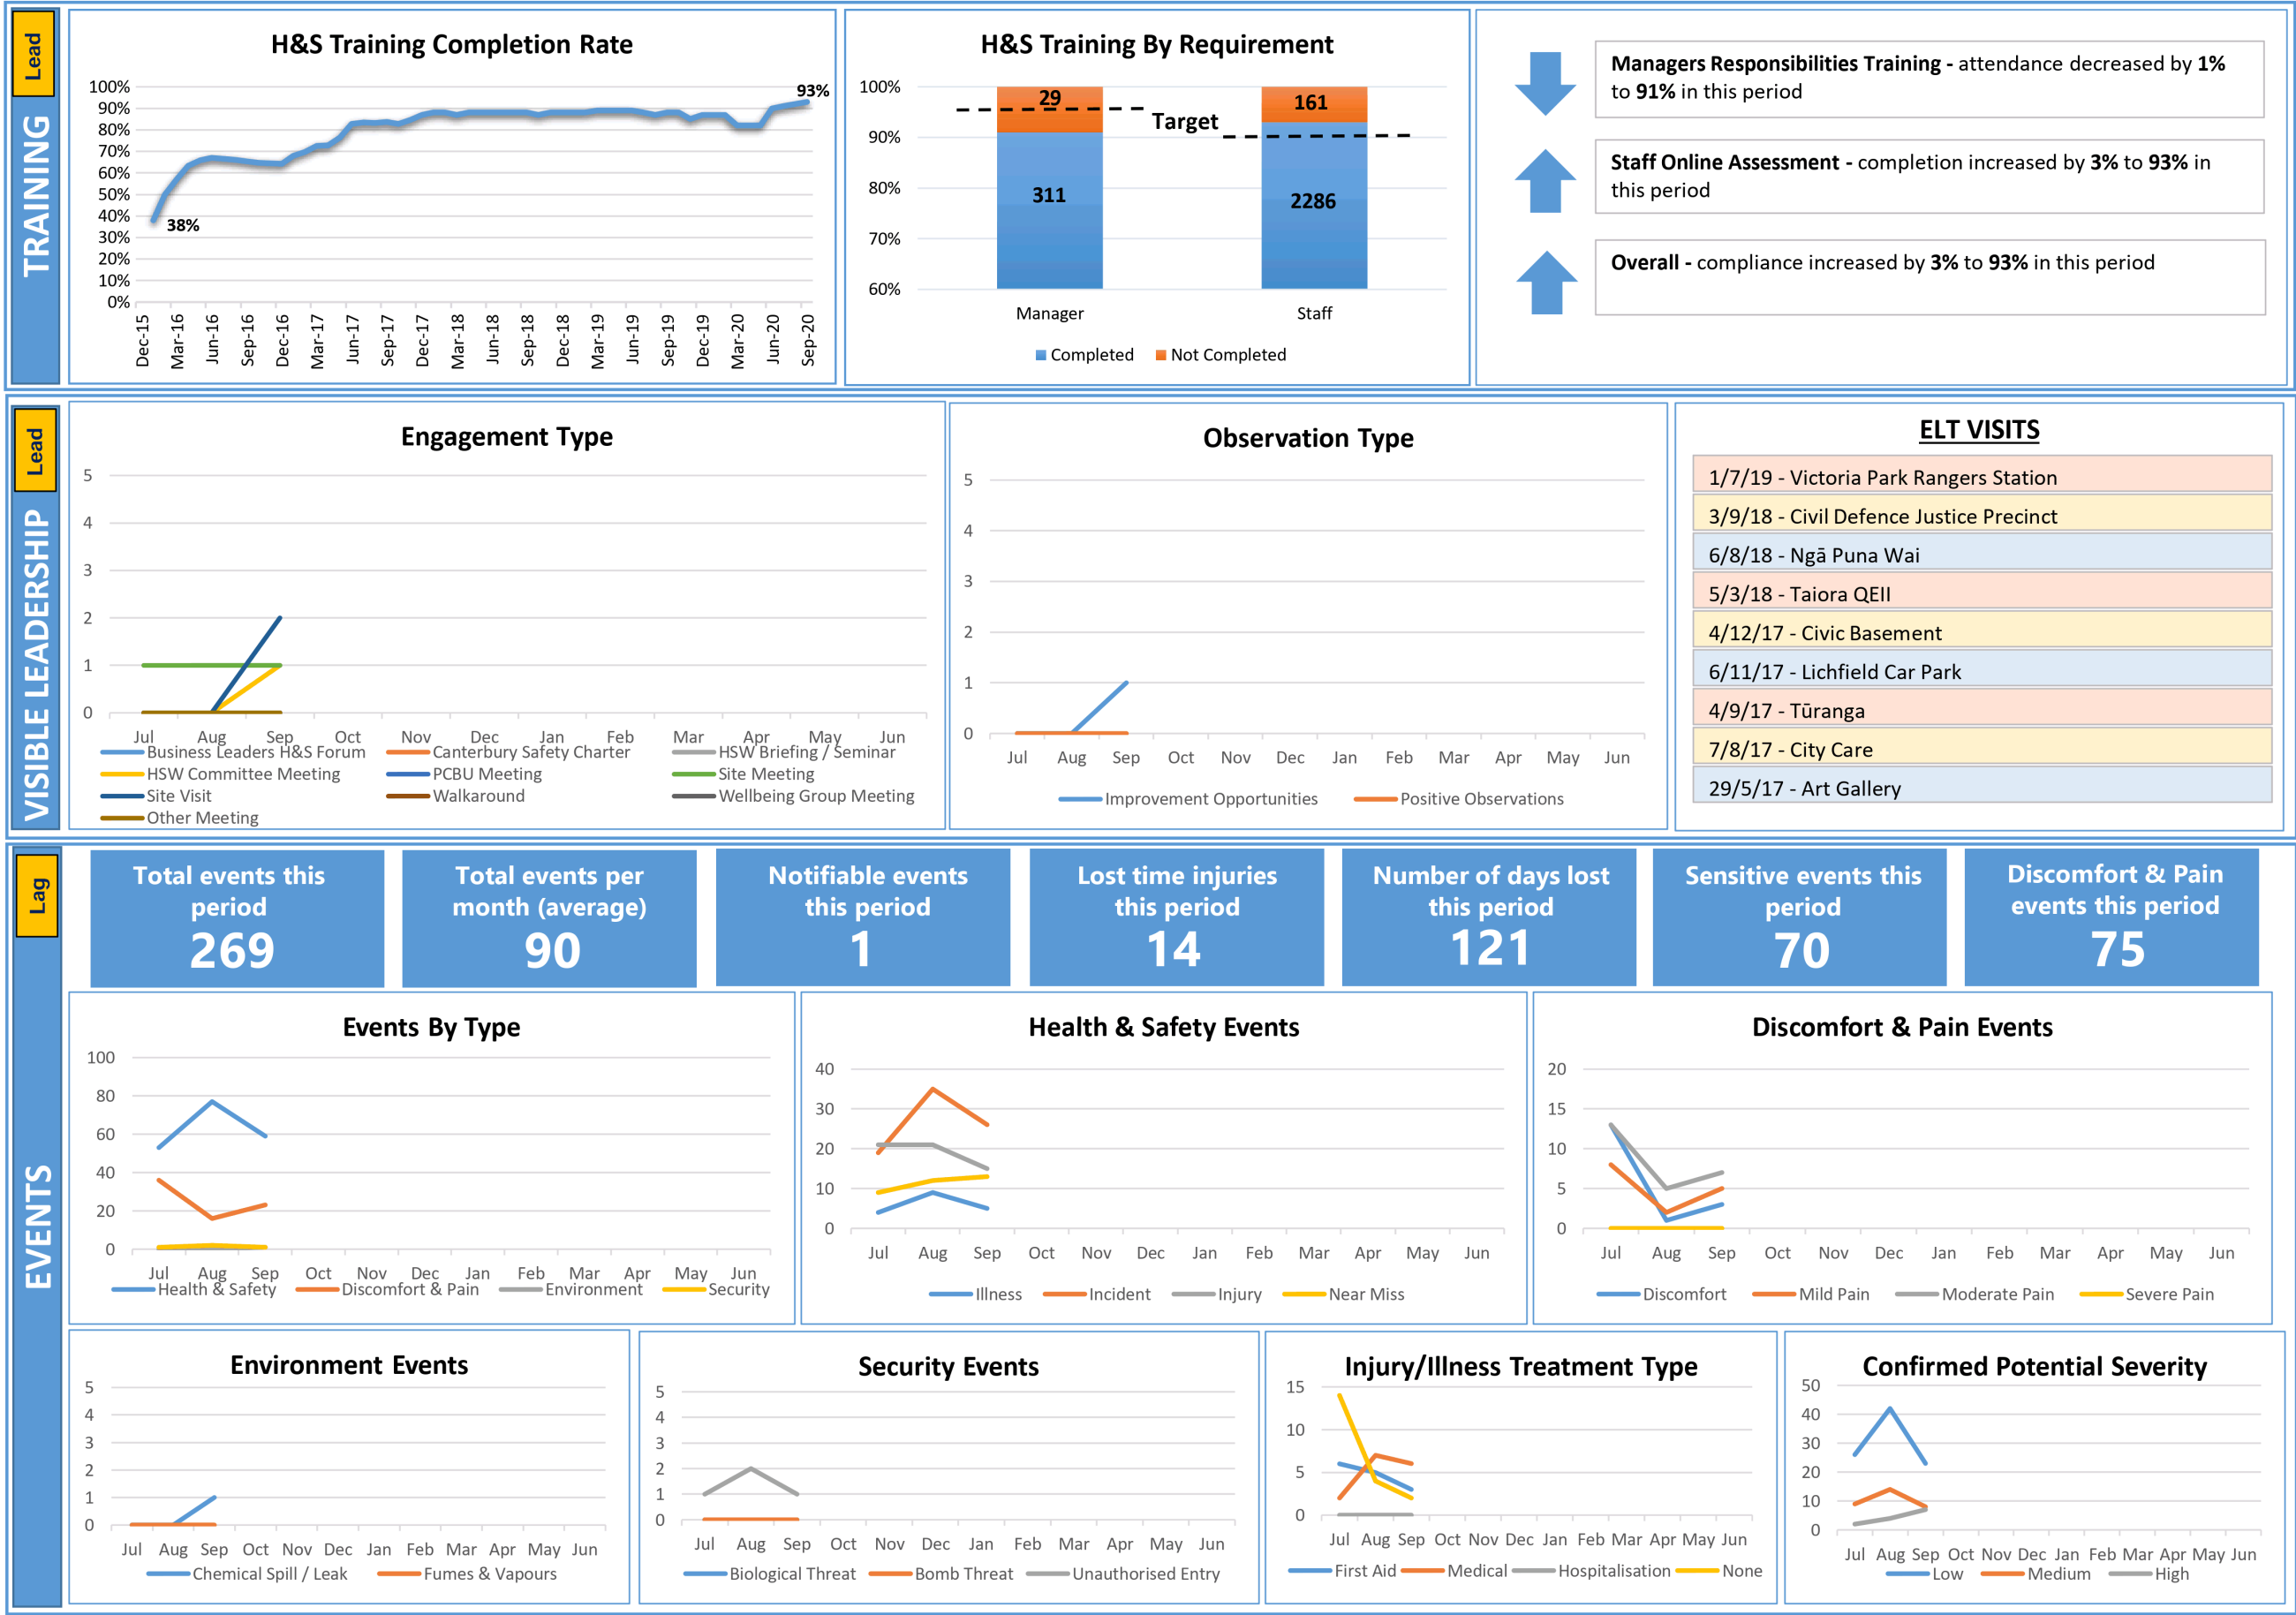 Lead
TRAINING
H&S Training Completion Rate
100%
90%
80%
70%
60%
50%
40%
30%
20%
10%
0%
93%
38%
Dec-15
Mar-16
Jun-16
Sep-16
Dec-16
Mar-17
Jun-17
Sep-17
Dec-17
Mar-18
Jun-18
Sep-18
Dec-18
Mar-19
Jun-19
Sep-19
Dec-19
Mar-20
Jun-20
Sep-20
H&S Training By Requirement
100%
90%
80%
70%
60%
29
161
Target
311
2286
Manager
Staff
Completed
Not Completed
Managers Responsibilities Training - attendance decreased by 1%
to 91% in this period
Staff Online Assessment - completion increased by 3% to 93% in
this period
Overall - compliance increased by 3% to 93% in this period
Lead
VISIBLE LEADERSHIP
Engagement Type
5
4
3
2
1
0
Jul Aug Sep Oct Nov Dec Jan Feb Mar Apr May Jun
Business Leaders H&S Forum
Canterbury Safety Charter
HSW Briefing / Seminar
HSW Committee Meeting
PCBU Meeting
Site Meeting
Site Visit
Walkaround
Wellbeing Group Meeting
Other Meeting
Observation Type
5
4
3
2
1
0
Jul Aug Sep Oct Nov Dec Jan Feb Mar Apr May Jun
Improvement Opportunities
Positive Observations
ELT VISITS
1/7/19 - Victoria Park Rangers Station
3/9/18 - Civil Defence Justice Precinct
6/8/18 - Ngā Puna Wai
5/3/18 - Taiora QEII
4/12/17 - Civic Basement
6/11/17 - Lichfield Car Park
4/9/17 - Tūranga
7/8/17 - City Care
29/5/17 - Art Gallery
Lag
EVENTS
Total events this
period
269
Total events per
month (average)
90
Notifiable events
this period
1
Lost time injuries
this period
14
Number of days lost
this period
121
Sensitive events this
period
70
Discomfort & Pain
events this period
75
Events By Type
100
80
60
40
20
0
Jul Aug Sep Oct Nov Dec Jan Feb Mar Apr May Jun
Health & Safety
Discomfort & Pain
Environment
Security
Health & Safety Events
40
30
20
10
0
Jul Aug Sep Oct Nov Dec Jan Feb Mar Apr May Jun
Illness
Incident
Injury
Near Miss
Discomfort & Pain Events
20
15
10
5
0
Jul Aug Sep Oct Nov Dec Jan Feb Mar Apr May Jun
Discomfort
Mild Pain
Moderate Pain
Severe Pain
Environment Events
5
4
3
2
1
0
Jul Aug Sep Oct Nov Dec Jan Feb Mar Apr May Jun
Chemical Spill / Leak
Fumes & Vapours
Security Events
5
4
3
2
1
0
Jul Aug Sep Oct Nov Dec Jan Feb Mar Apr May Jun
Biological Threat
Bomb Threat
Unauthorised Entry
Injury/Illness Treatment Type
15
10
5
0
Jul Aug Sep Oct Nov Dec Jan Feb Mar Apr May Jun
First Aid
Medical
Hospitalisation
None
Confirmed Potential Severity
50
40
30
20
10
0
Jul Aug Sep Oct Nov Dec Jan Feb Mar Apr May Jun
Low
Medium
High